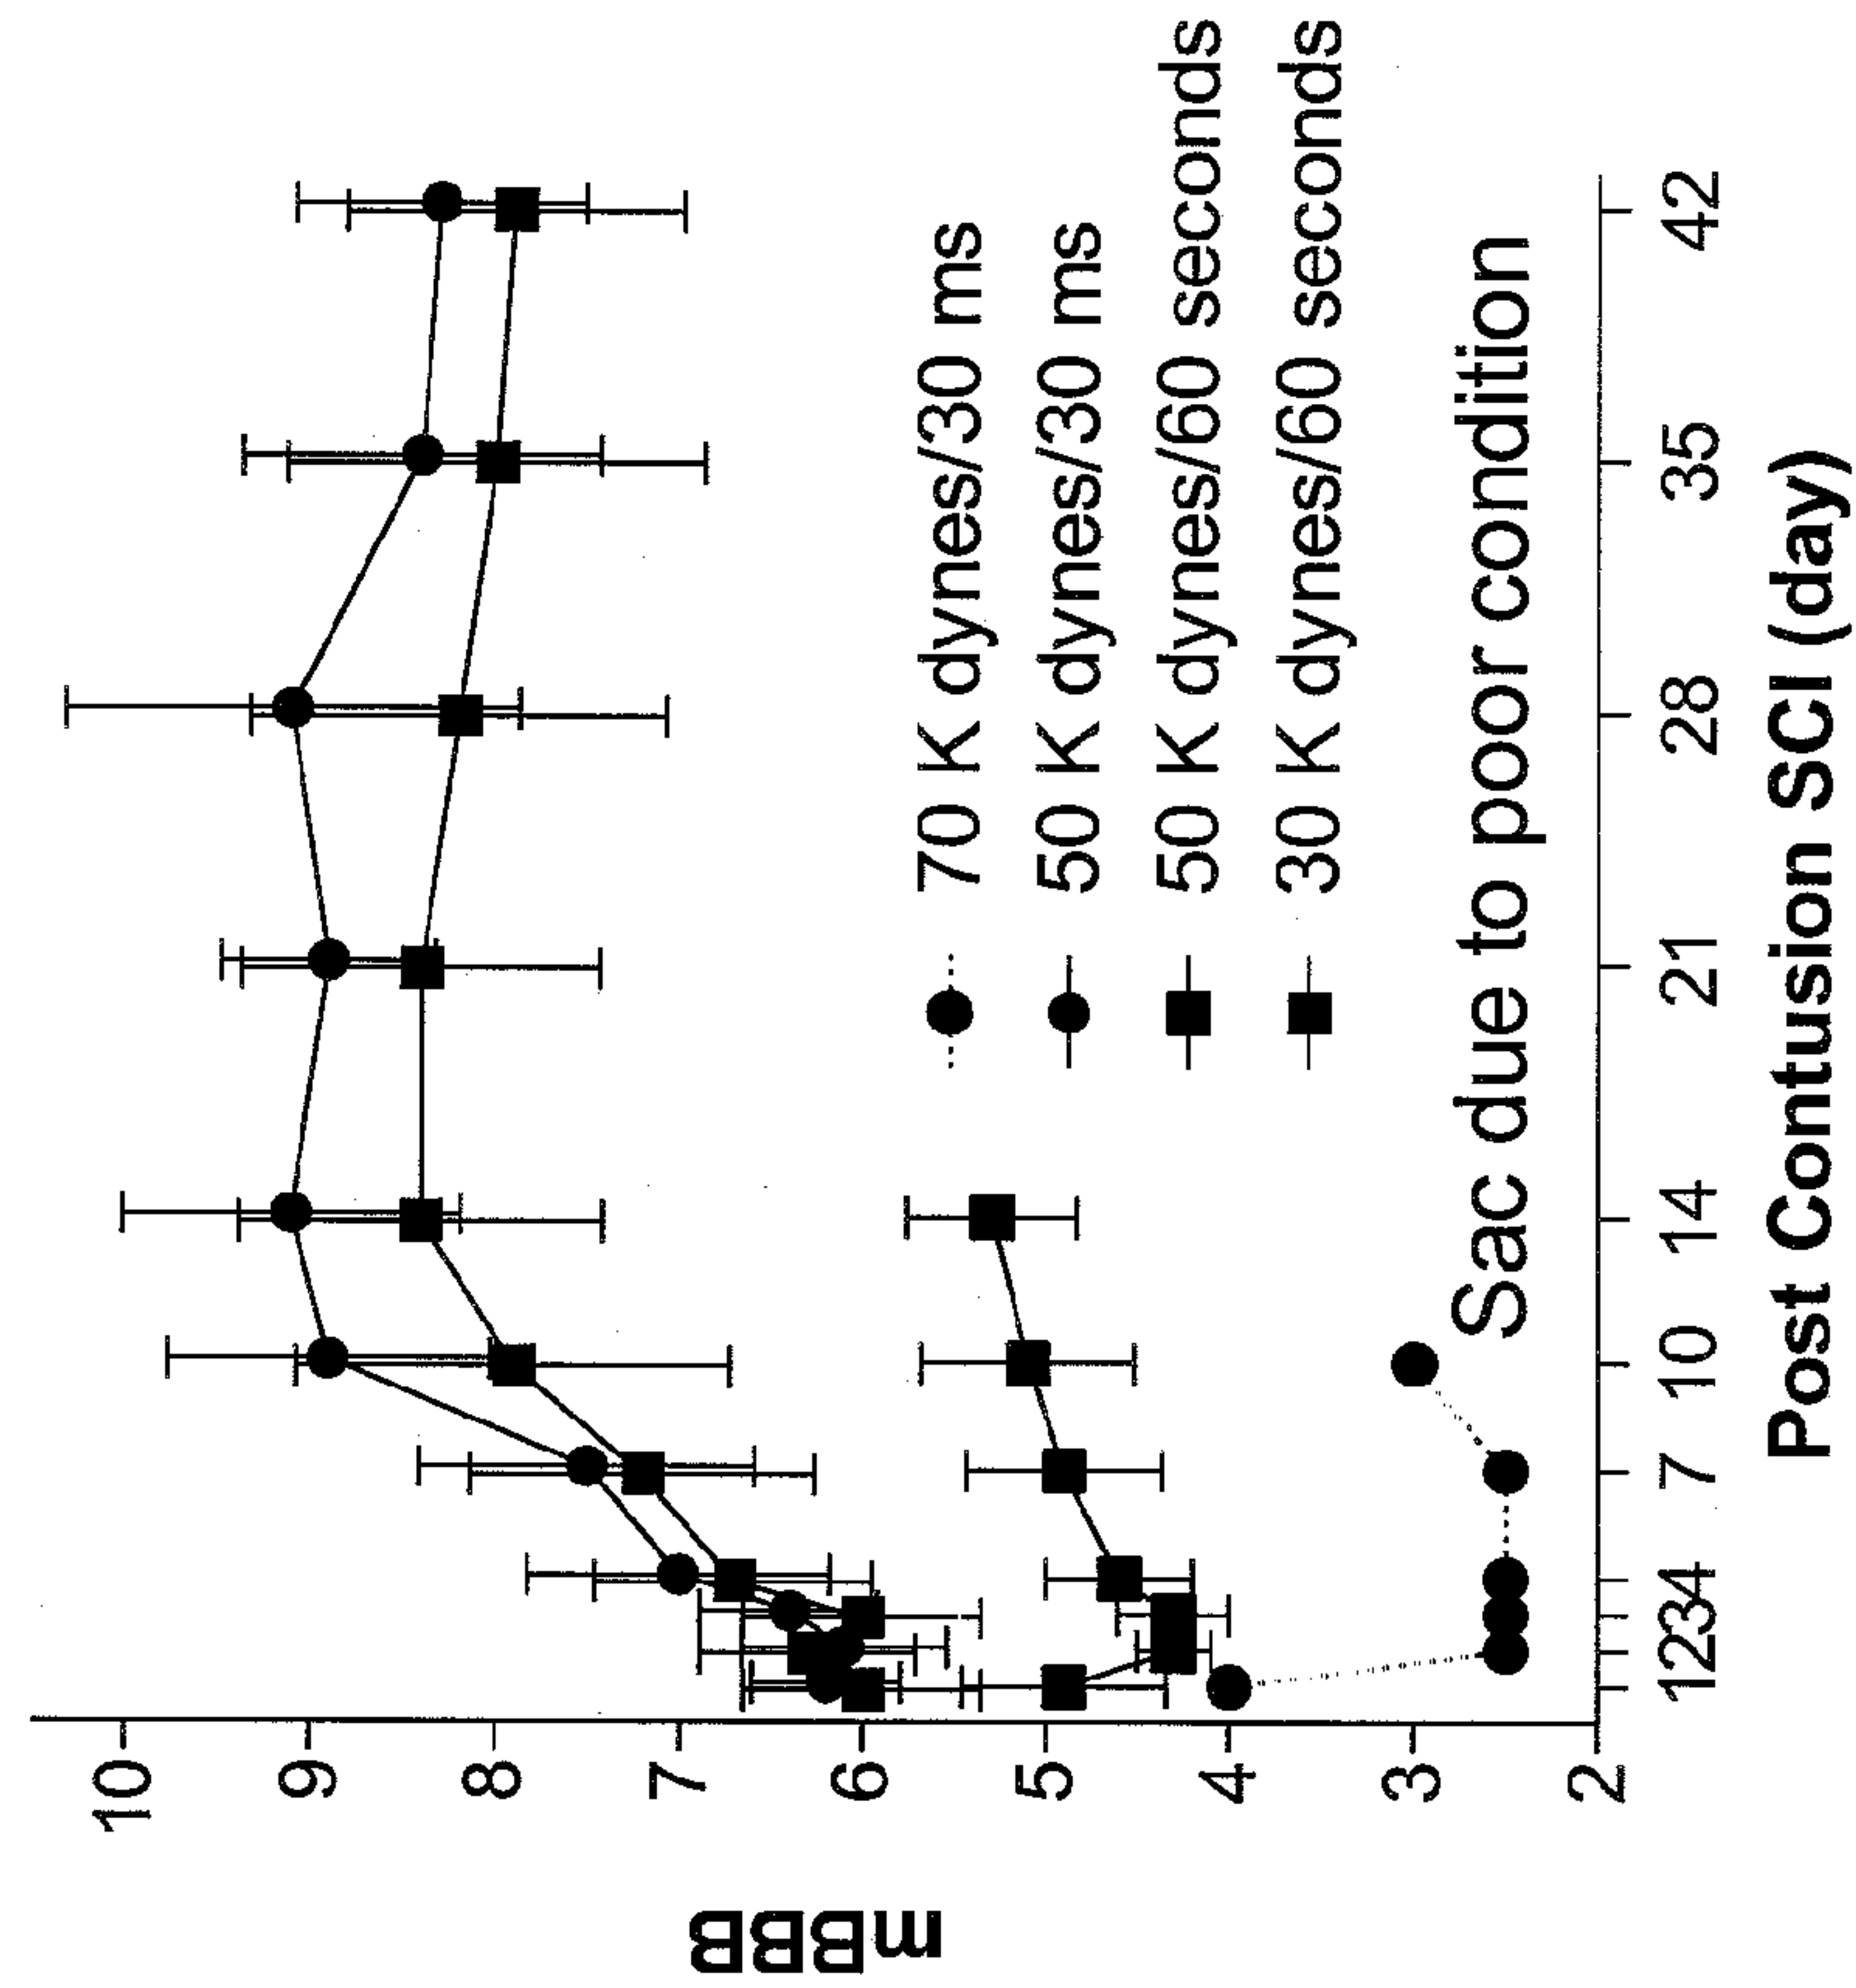 mBBB
10
9
8
7
6
5
4
3
2
70 K dynes/30 ms
50 K dynes/30 ms
50 K dynes/60 seconds
30 K dynes/60 seconds
Sac due to poor condition
1234 7 10 14 21 28 35 42
Post Contusion SCI (day)